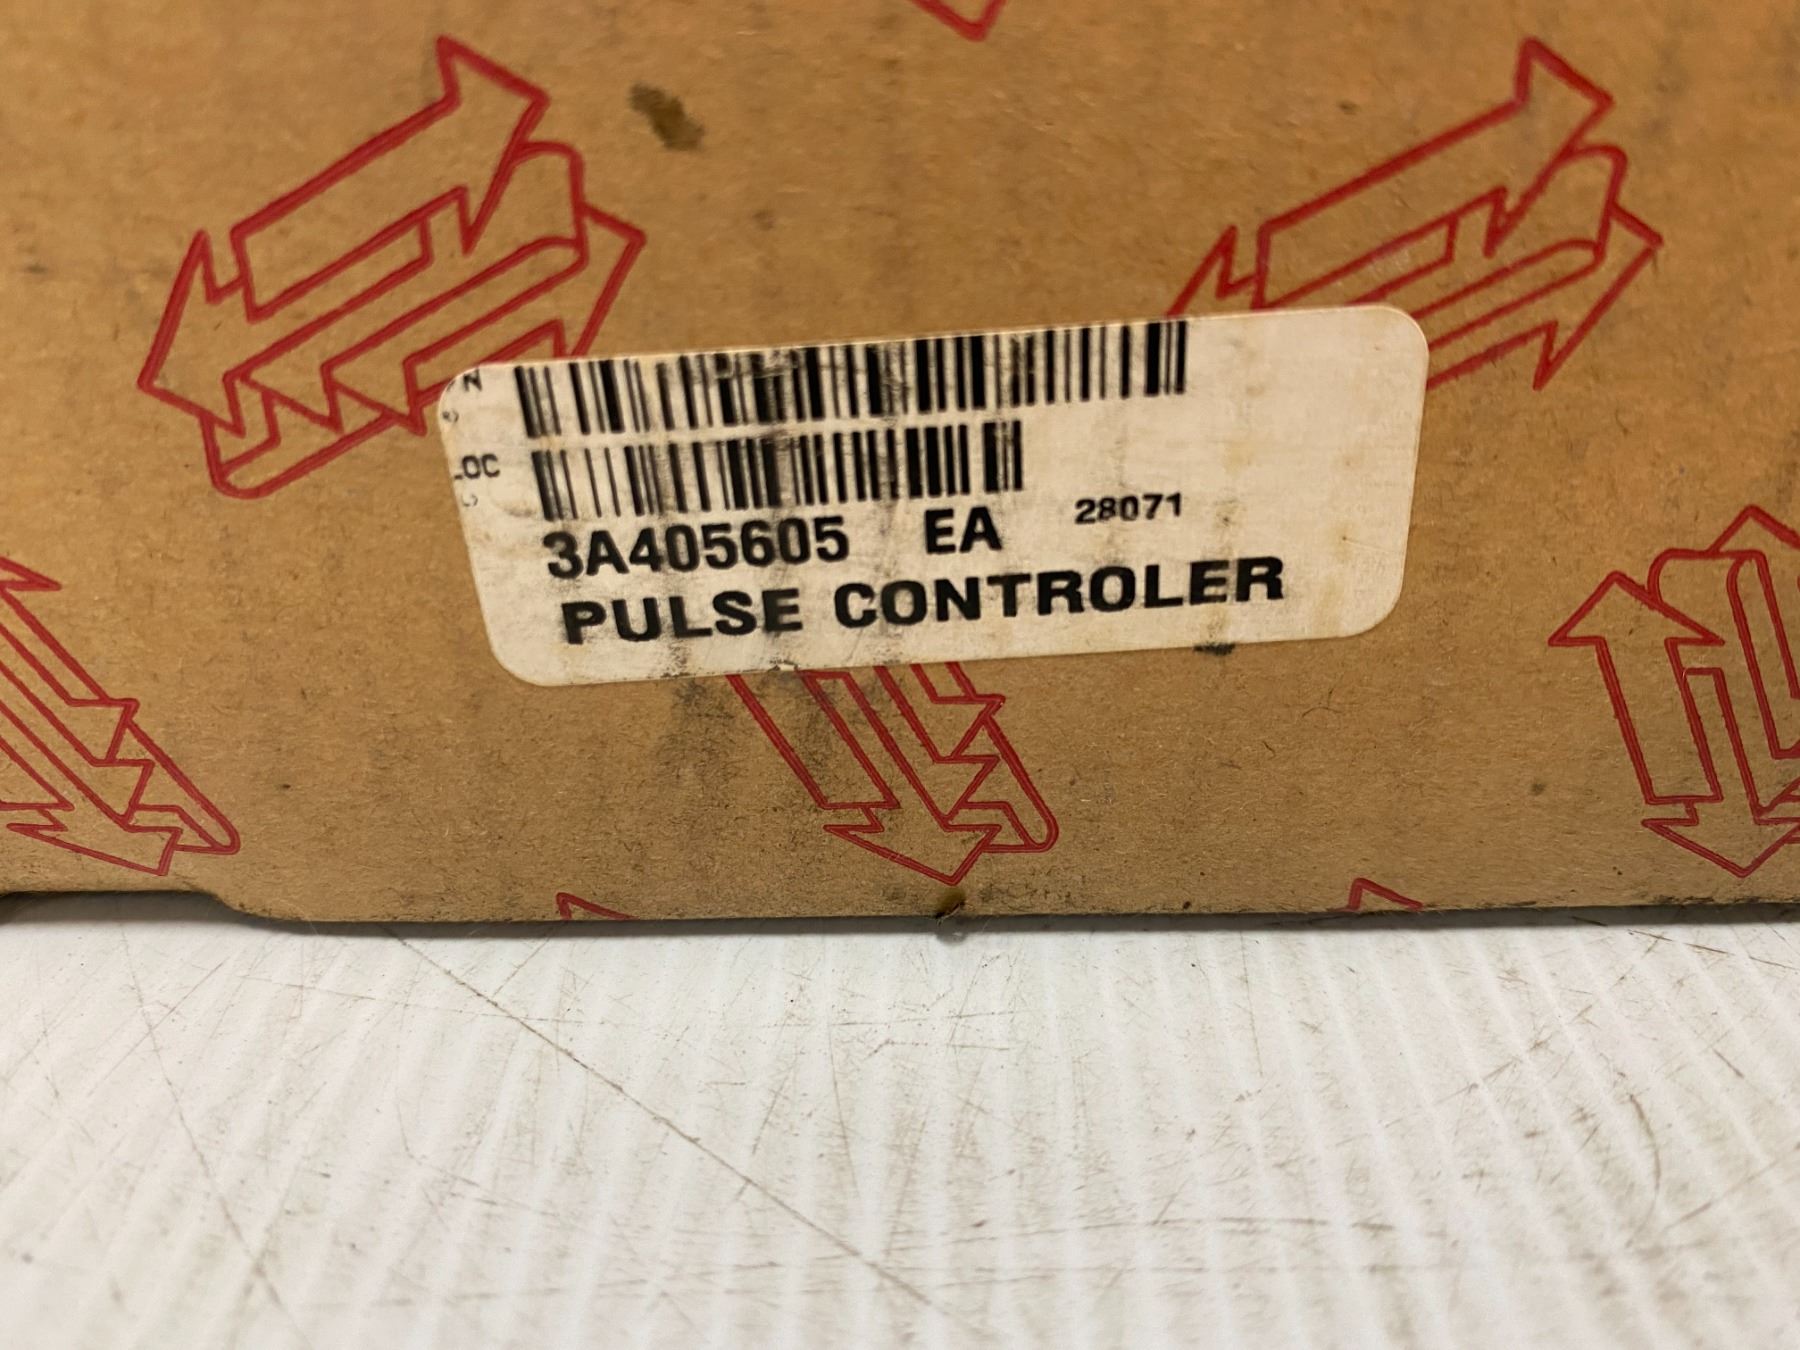 N
LOC
3A405605 EA 28071
PULSE CONTROLER